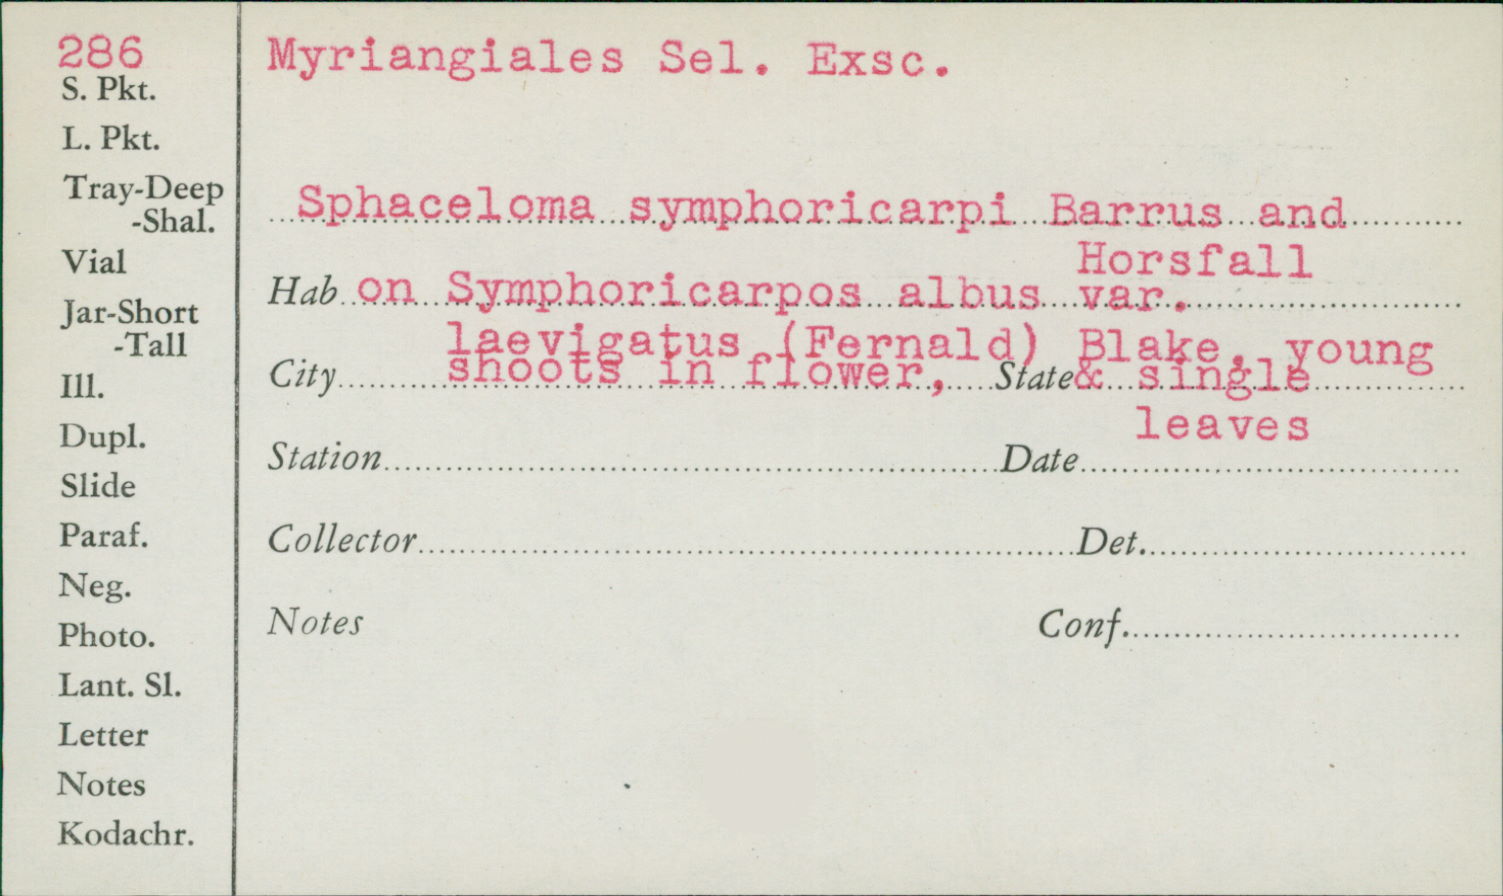 286
S. Pkt.
L. Pkt.
Tray-Deep
-Shal.
Vial
Jar-Short
-Tall
Ill.
Dupl.
Slide
Paraf.
Neg.
Photo.
Lant. Sl.
Letter
Notes
Kodachr.
Myriangiales Sel. Exsc.
Sphaceloma symphoricarpi Barrus and
Horsfall
Hab on Symphoricarpos albus var.
laevigatus (Fernald) Blake, young
City shoots in flower, State & single
leaves
Station Date
Collector Det.
Notes Conf.